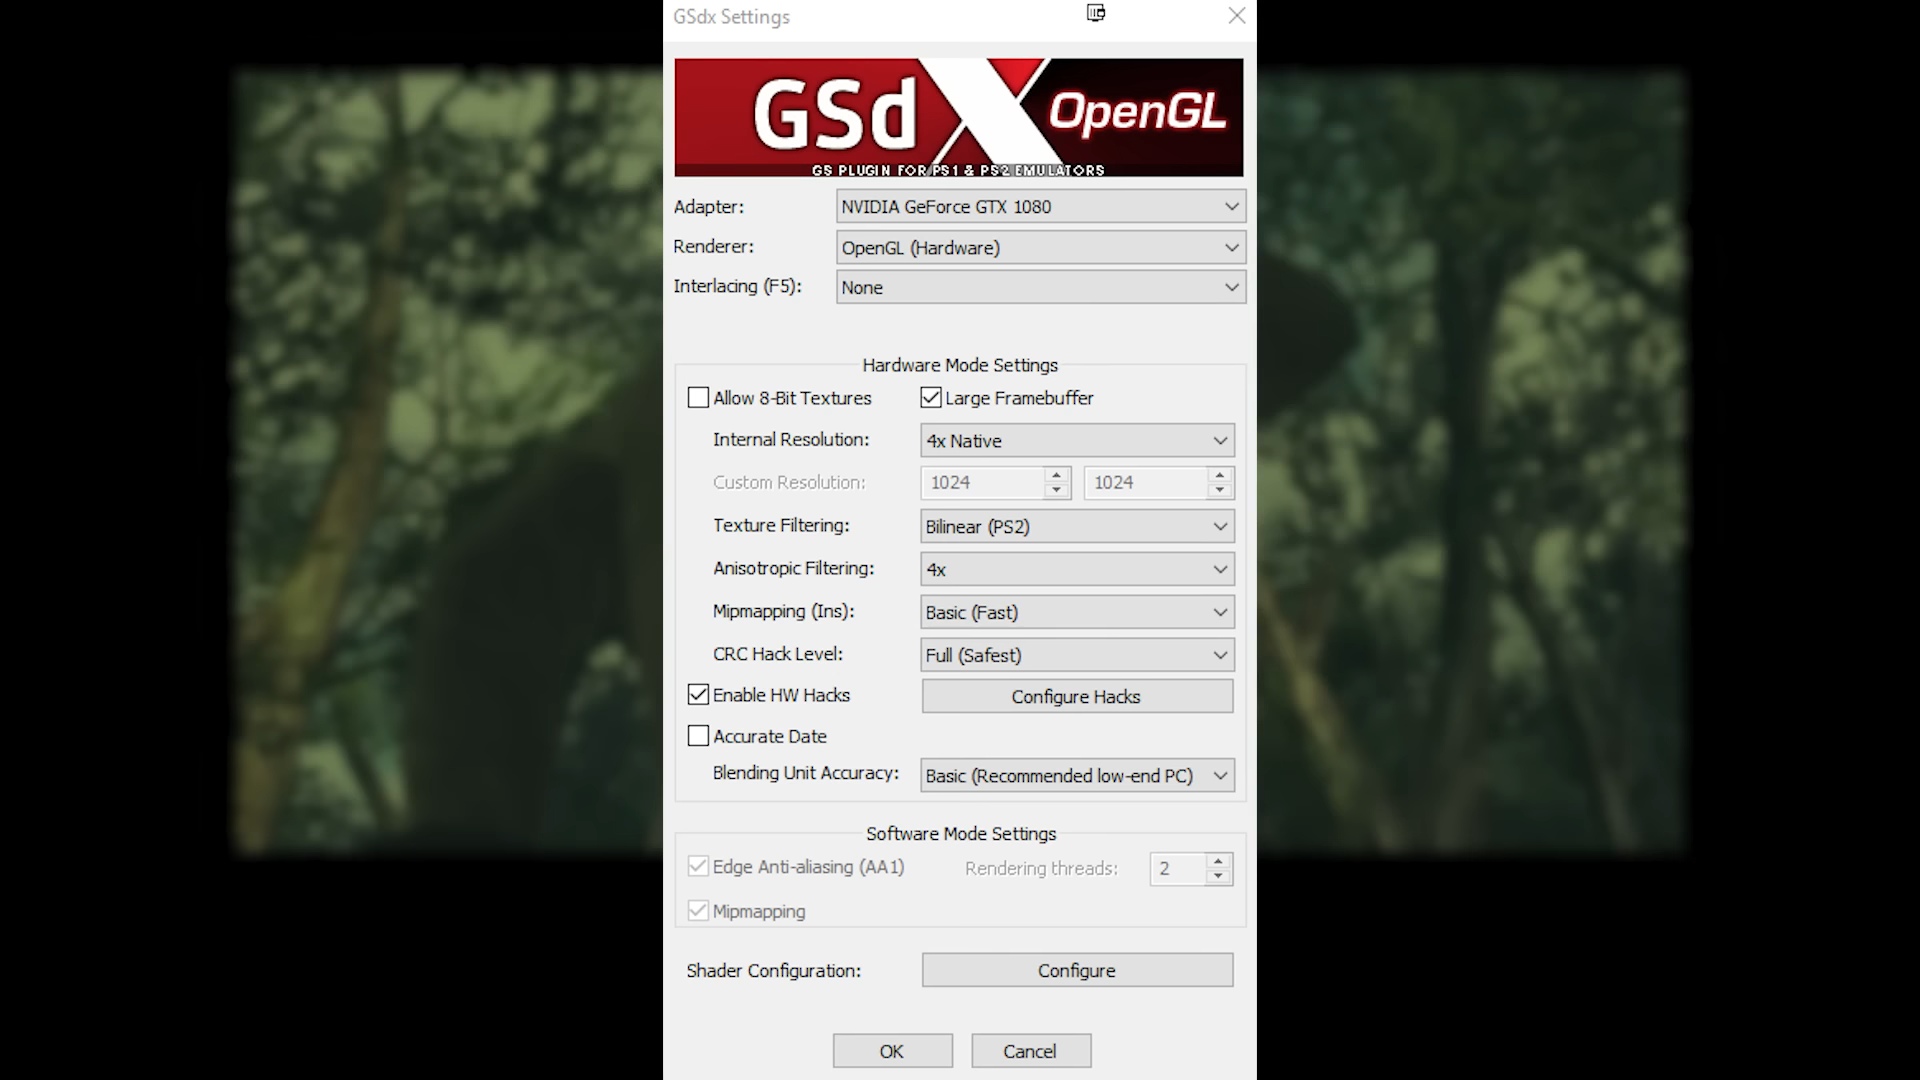 GSdx Settings
GSdX OpenGL
GS PLUGIN FOR PS1 & PS2 EMULATORS
Adapter: NVIDIA GeForce GTX 1080
Renderer: OpenGL (Hardware)
Interlacing (F5): None
Hardware Mode Settings
Allow 8-Bit Textures Large Framebuffer
Internal Resolution: 4x Native
Custom Resolution: 1024 1024
Texture Filtering: Bilinear (PS2)
Anisotropic Filtering: 4x
Mipmapping (Ins): Basic (Fast)
CRC Hack Level: Full (Safest)
Enable HW Hacks Configure Hacks
Accurate Date
Blending Unit Accuracy: Basic (Recommended low-end PC)
Software Mode Settings
Edge Anti-aliasing (AA1) Rendering threads: 2
Mipmapping
Shader Configuration: Configure
OK Cancel